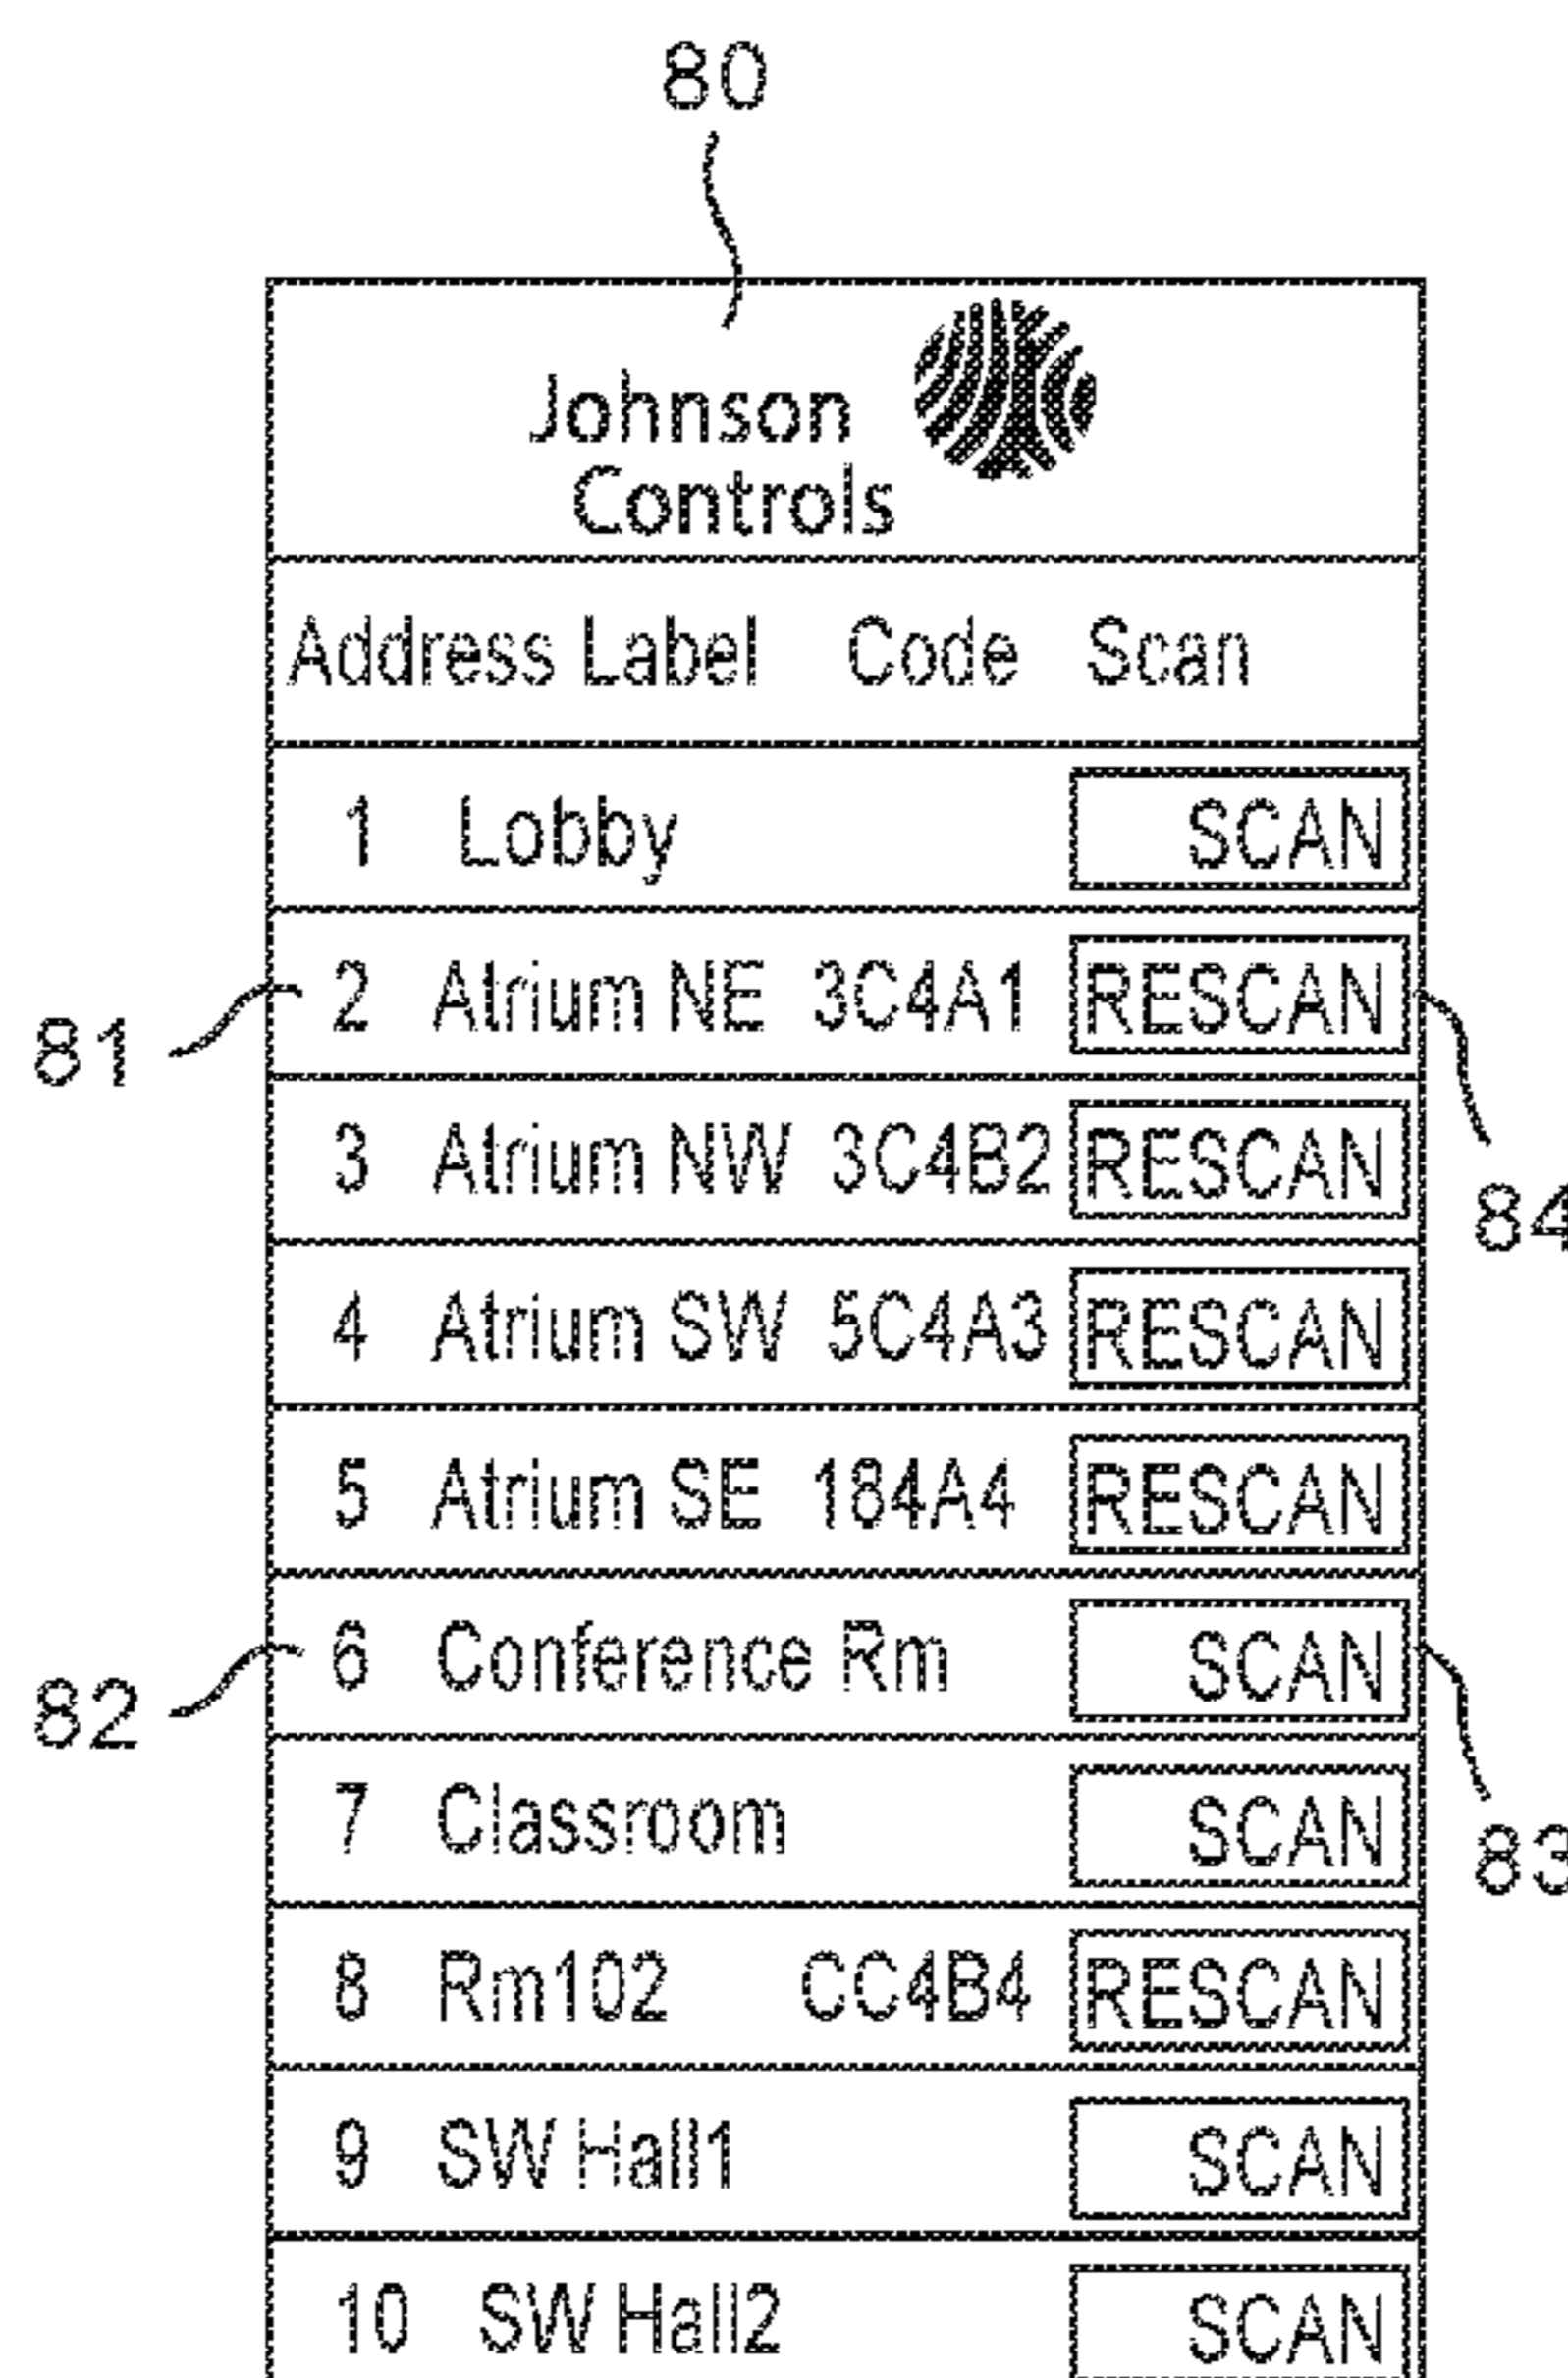 80
Johnson
Controls
Address Label Code Scan
1 Lobby SCAN
2 Atrium NE 3C4A1 RESCAN
81
3 Atrium NW 3C4B2 RESCAN
84
4 Atrium SW 5C4A3 RESCAN
5 Atrium SE 184A4 RESCAN
6 Conference Rm SCAN
82
7 Classroom SCAN
83
8 Rm102 CC4B4 RESCAN
9 SW Hall1 SCAN
10 SW Hall2 SCAN